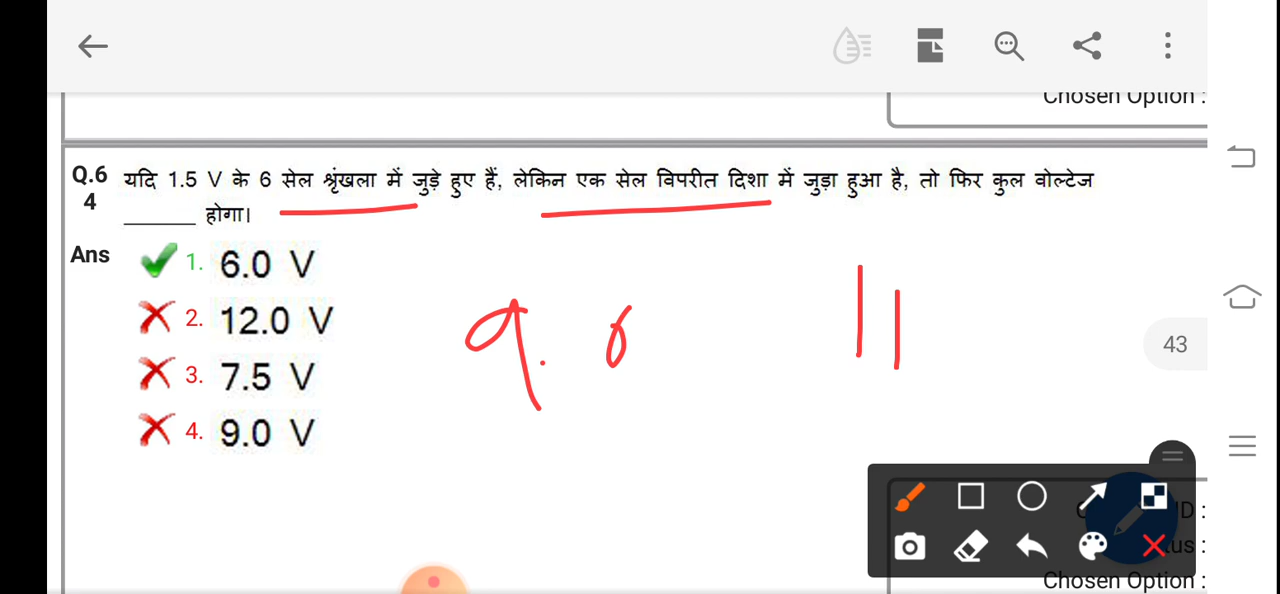 Chosen Option :
Q.6 यदि 1.5 V के 6 सेल श्रृंखला में जुड़े हुए हैं, लेकिन एक सेल विपरीत दिशा में जुड़ा हुआ है, तो फिर कुल वोल्टेज
4 ______ होगा।
Ans 1. 6.0 V
2. 12.0 V
3. 7.5 V
4. 9.0 V
9.0
43
D :
tus :
Chosen Option :